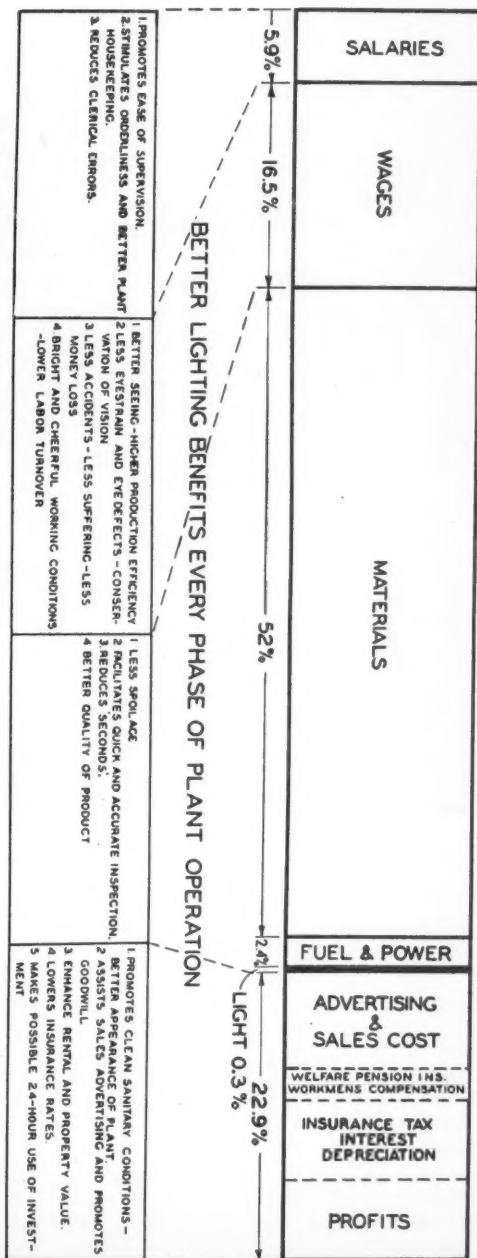 SALARIES
WAGES
MATERIALS
FUEL & POWER
ADVERTISING
&
SALES COST
WELFARE PENSION INS.
WORKMENS COMPENSATION
INSURANCE TAX
INTEREST
DEPRECIATION
PROFITS
5.9%
16.5%
52%
2.4%
LIGHT 0.3%
22.9%
BETTER LIGHTING BENEFITS EVERY PHASE OF PLANT OPERATION
1. PROMOTES EASE OF SUPERVISION.
2. STIMULATES ORDERLINESS AND BETTER PLANT
HOUSEKEEPING.
3. REDUCES CLERICAL ERRORS.
1 BETTER SEEING-HIGHER PRODUCTION EFFICIENCY
2 LESS EYESTRAIN AND EYEDEFECTS - CONSER-
VATION OF VISION
3 LESS ACCIDENTS - LESS SUFFERING - LESS
MONEY LOSS
4. BRIGHT AND CHEERFUL WORKING CONDITIONS
-LOWER LABOR TURNOVER
1 LESS SPOILAGE
2 FACILITATES QUICK AND ACCURATE INSPECTION.
3. REDUCES 'SECONDS'.
4 BETTER QUALITY OF PRODUCT
1. PROMOTES CLEAN SANITARY CONDITIONS -
BETTER APPEARANCE OF PLANT.
2 ASSISTS SALES ADVERTISING AND PROMOTES
GOODWILL
3. ENHANCE RENTAL AND PROPERTY VALUE.
4 LOWERS INSURANCE RATES.
5 MAKES POSSIBLE 24-HOUR USE OF INVEST-
MENT